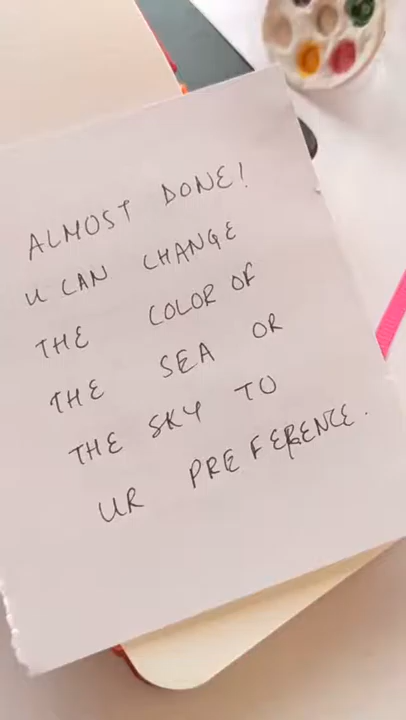 ALMOST DONE!
U CAN CHANGE
THE COLOR OF
THE SEA OR
THE SKY TO
UR PREFERENCE.